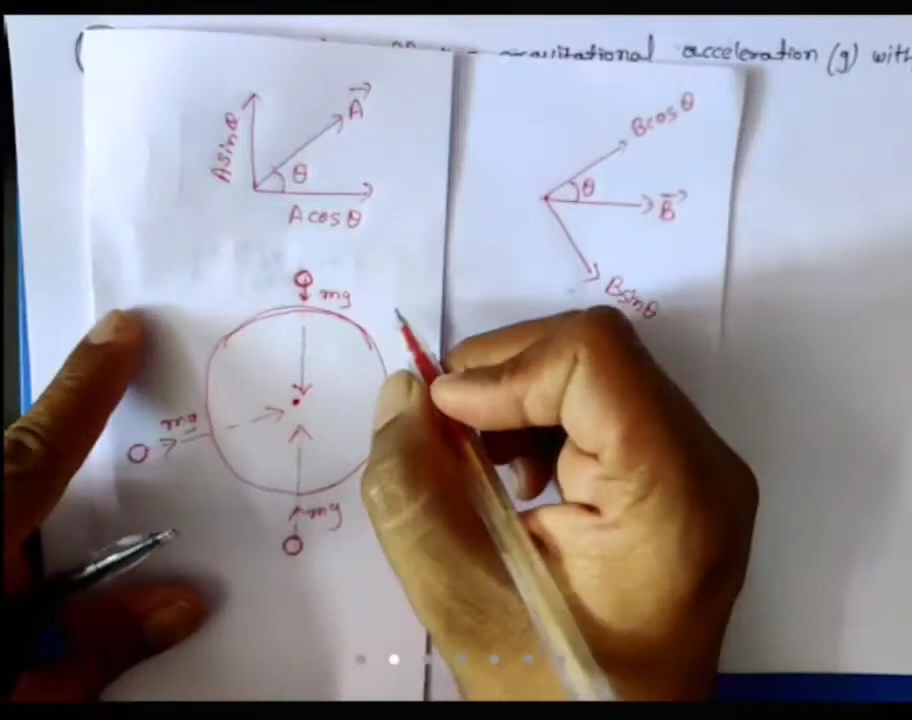 gravitational acceleration (g) with
A⃗
A sinθ
θ
A cosθ
B cosθ
θ
B⃗
B sinθ
mg
mg
mg